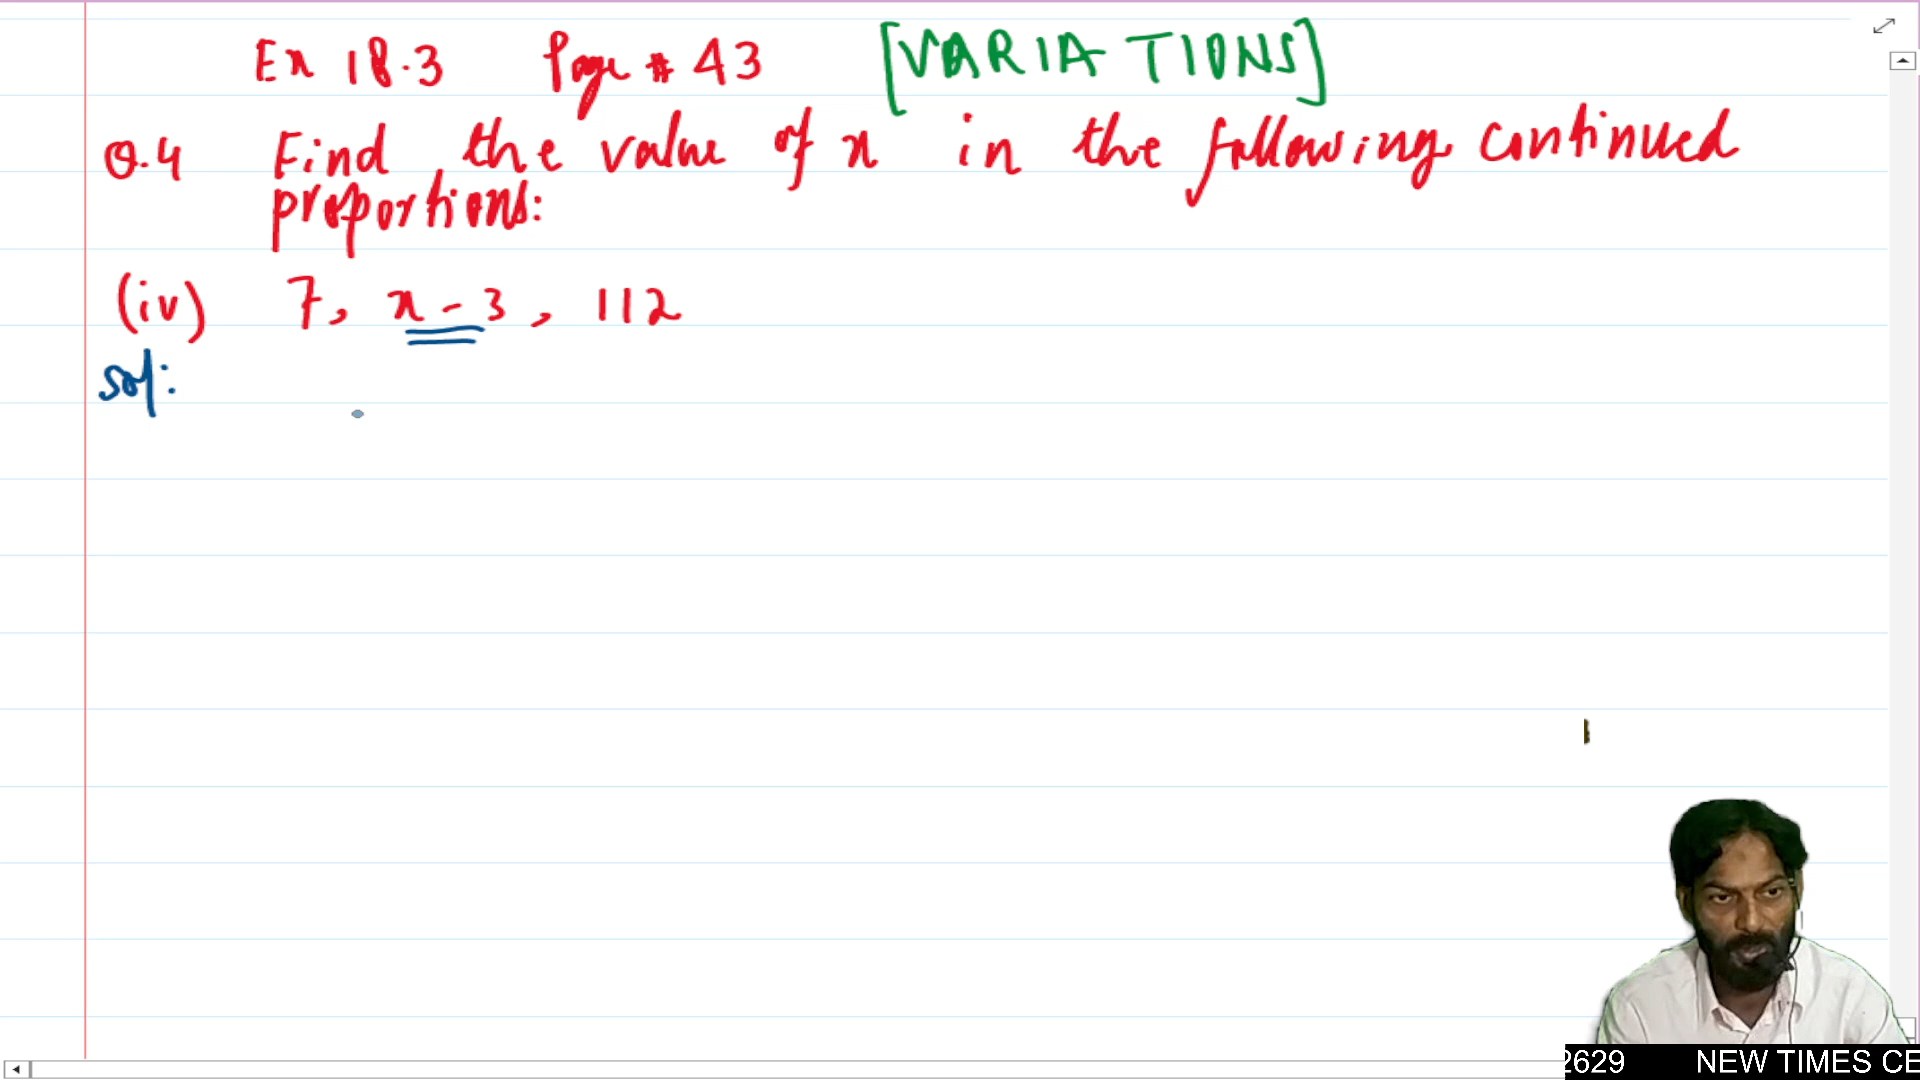 Ex 18.3 Page # 43 [VARIATIONS]
Q.4 Find the value of x in the following continued
proportions:
(iv) 7, x - 3, 112
Sol:
2629 NEW TIMES CE